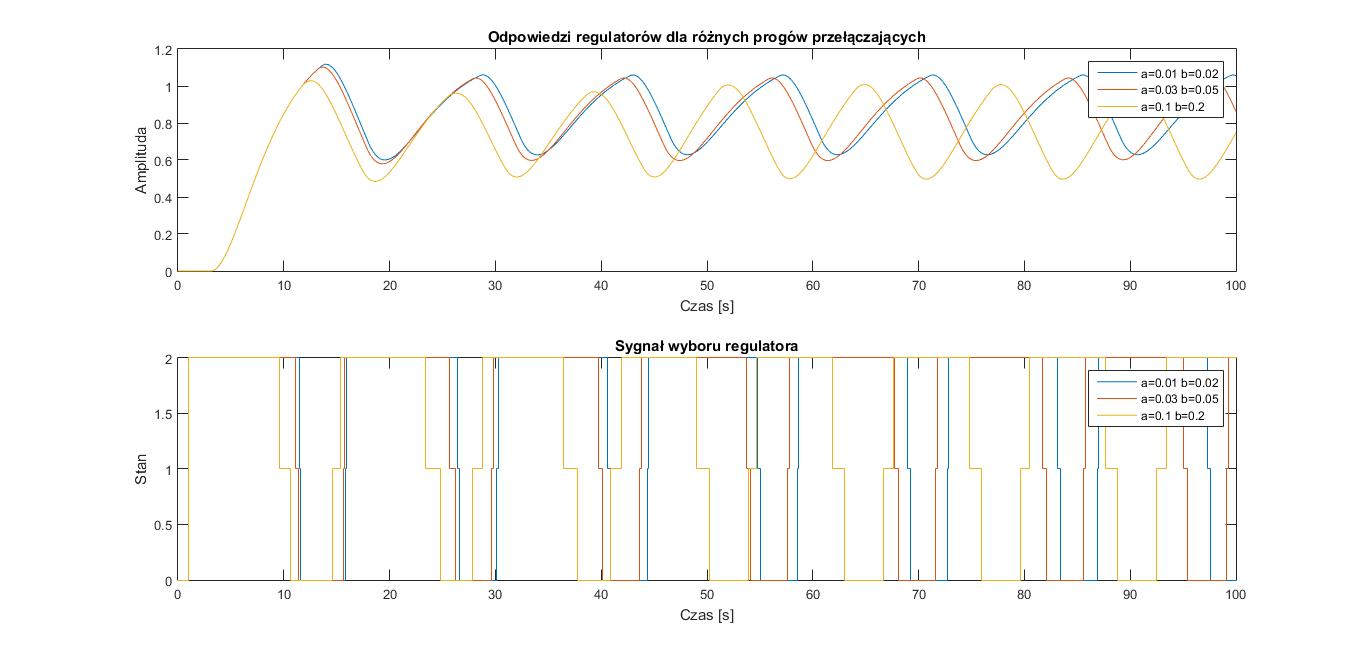 Odpowiedzi regulatorów dla różnych progów przełączających
1.2
1
0.8
0.6
0.4
0.2
0
Amplituda
a=0.01 b=0.02
a=0.03 b=0.05
a=0.1 b=0.2
0 10 20 30 40 50 60 70 80 90 100
Czas [s]
Sygnał wyboru regulatora
2
1.5
1
0.5
0
Stan
a=0.01 b=0.02
a=0.03 b=0.05
a=0.1 b=0.2
0 10 20 30 40 50 60 70 80 90 100
Czas [s]